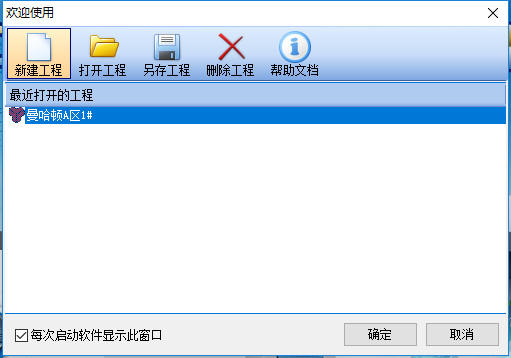 欢迎使用
新建工程 打开工程 另存工程 删除工程 帮助文档
最近打开的工程
曼哈顿A区1#
每次启动软件显示此窗口 确定 取消